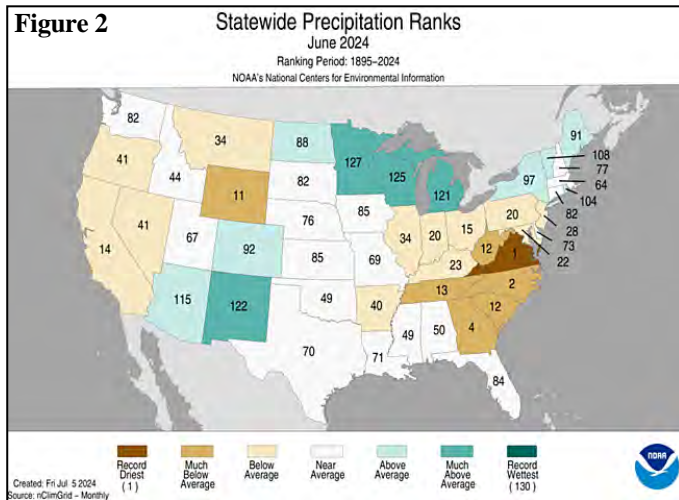 Figure 2
Statewide Precipitation Ranks
June 2024
Ranking Period: 1895–2024
NOAA's National Centers for Environmental Information
82
34
88
91
41
44
127
125
121
97
108
77
64
104
82
28
73
22
11
82
76
85
20
14
41
67
92
85
69
34
20
15
12
1
23
115
122
49
40
13
2
12
4
70
71
49
50
84
Record
Driest
(1)
Much
Below
Average
Below
Average
Near
Average
Above
Average
Much
Above
Average
Record
Wettest
(130)
Created: Fri Jul 5 2024
Source: nClimGrid – Monthly
NOAA